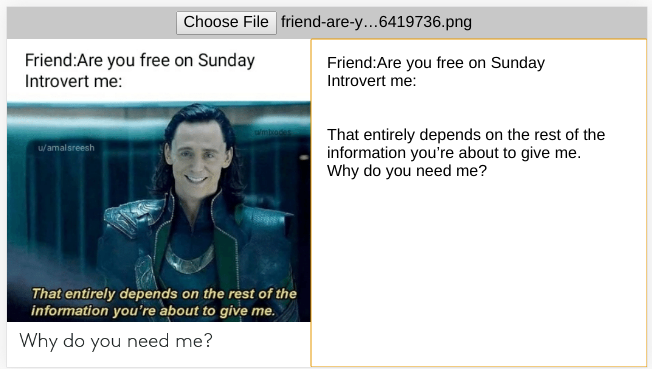 Choose File friend-are-y…6419736.png
Friend:Are you free on Sunday
Introvert me:
u/amalsreesh
That entirely depends on the rest of the
information you're about to give me.
Why do you need me?
Friend:Are you free on Sunday
Introvert me:
That entirely depends on the rest of the
information you’re about to give me.
Why do you need me?